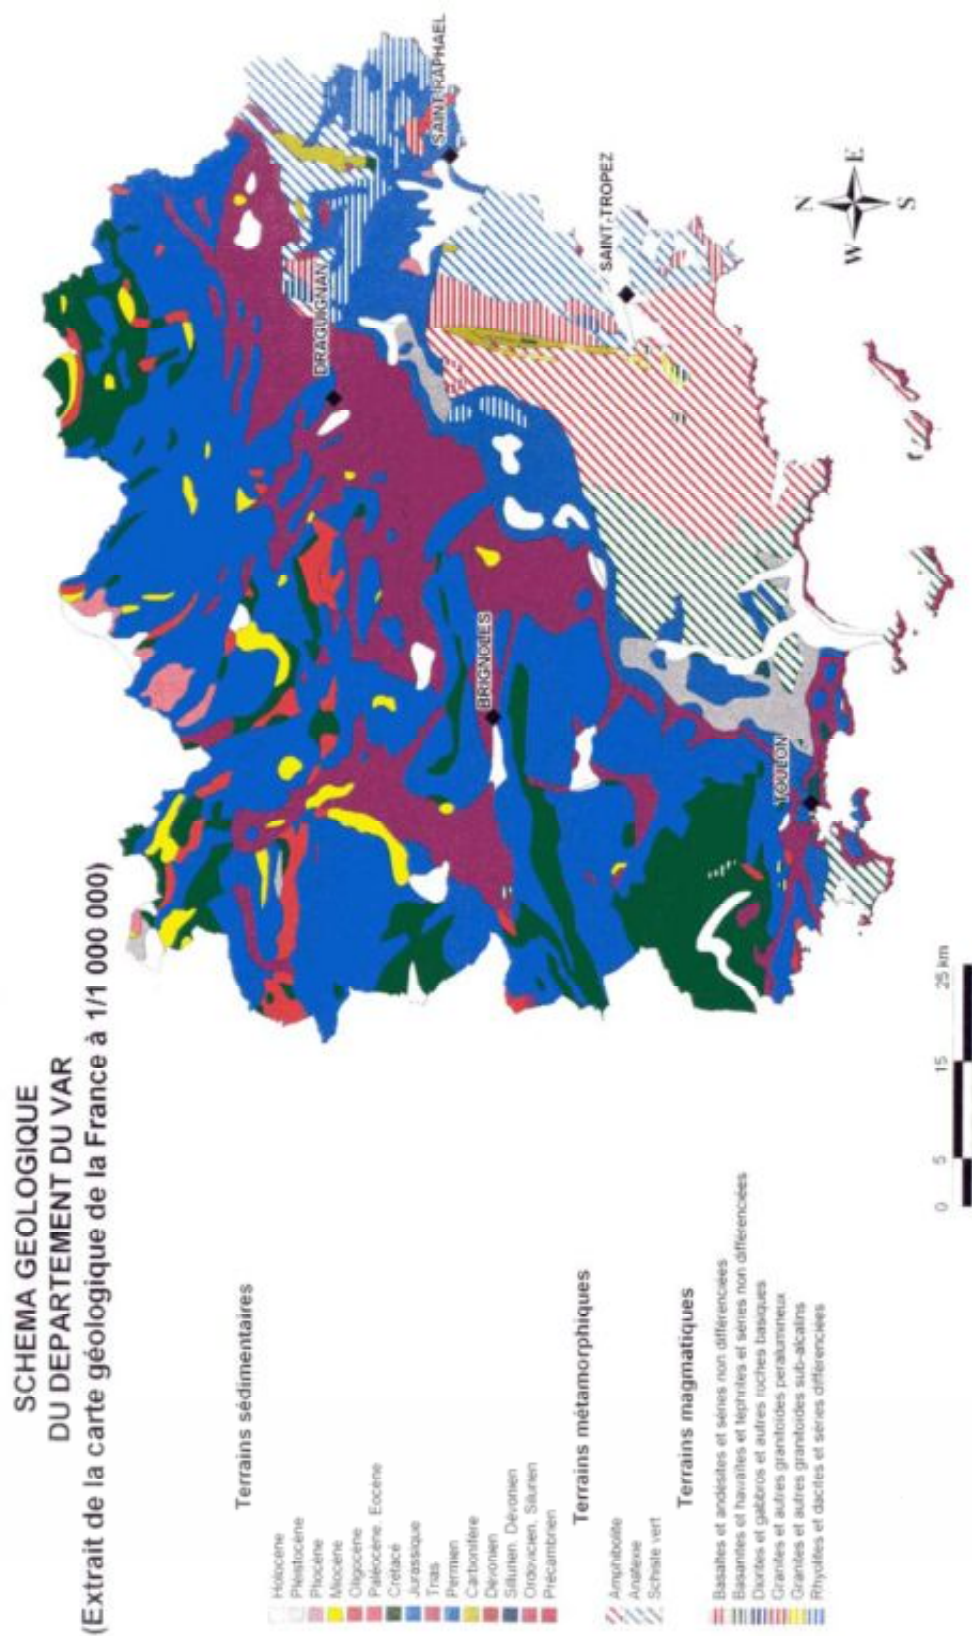 SCHEMA GEOLOGIQUE
DU DEPARTEMENT DU VAR
(Extrait de la carte géologique de la France à 1/1 000 000)
Terrains sédimentaires
Holocène
Pleistocène
Pliocène
Miocène
Oligocène
Paléocène, Eocène
Crétacé
Jurassique
Trias
Permien
Carbonifère
Dévonien
Silurien, Dévonien
Ordovicien, Silurien
Précambrien
Terrains métamorphiques
Amphibolite
Anatexie
Schiste vert
Terrains magmatiques
Basaltes et andésites et séries non différenciées
Basanites et hawaïtes et téphrites et séries non différenciées
Diorites et gabbros et autres roches basiques
Granites et autres granitoides peralumineux
Granites et autres granitoides sub-alcalins
Rhyolites et dacites et séries différenciées
DRAGUIGNAN
SAINT-RAPHAEL
SAINT-TROPEZ
BRIGNOLES
TOULON
N
W
E
S
0 5 15 25 km